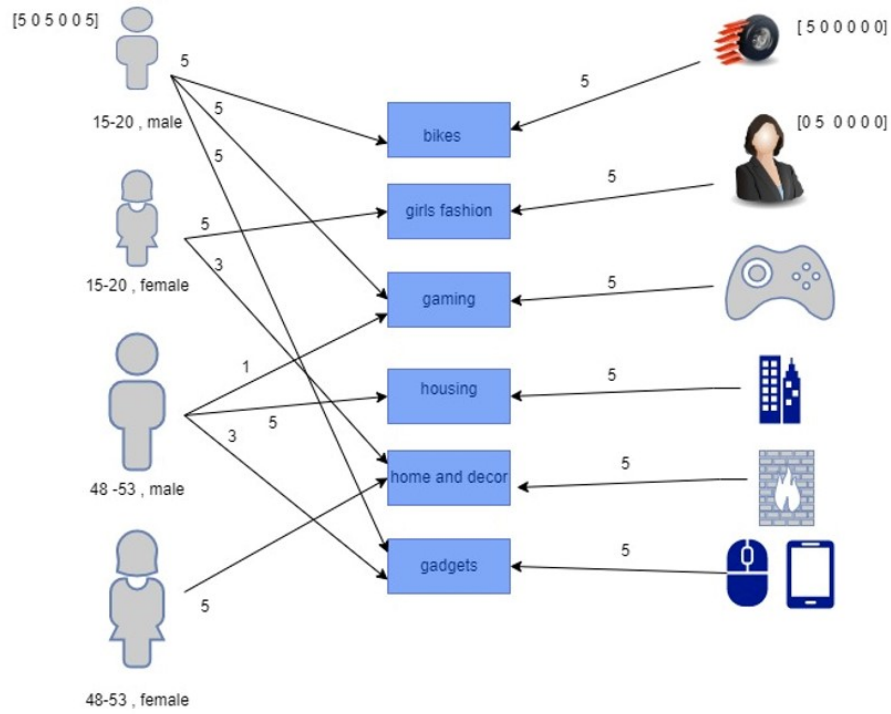 [5 0 5 0 0 5]
15-20 , male
15-20 , female
48 -53 , male
48-53 , female
5
5
5
5
3
1
5
3
5
bikes
girls fashion
gaming
housing
home and decor
gadgets
5
5
5
5
5
5
[ 5 0 0 0 0 0]
[0 5 0 0 0 0]